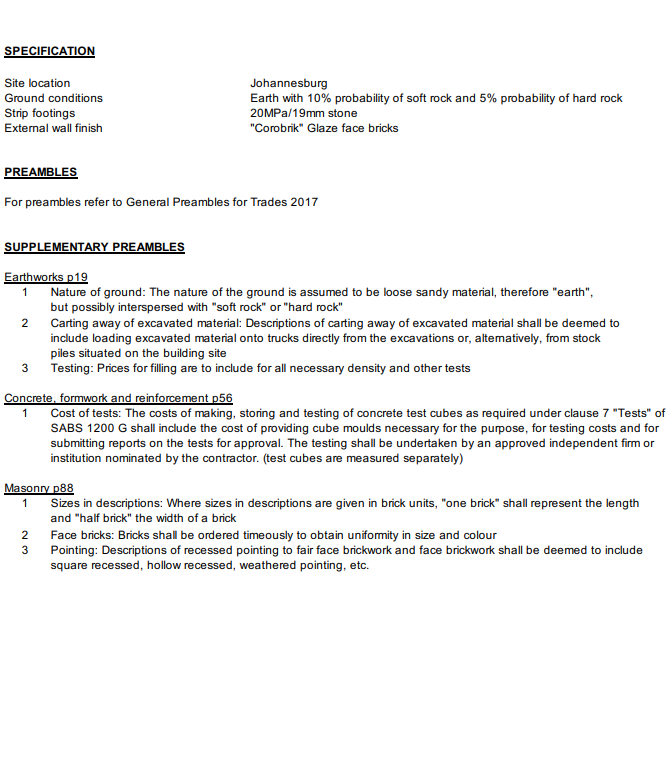 SPECIFICATION
Site location Johannesburg
Ground conditions Earth with 10% probability of soft rock and 5% probability of hard rock
Strip footings 20MPa/19mm stone
External wall finish "Corobrik" Glaze face bricks
PREAMBLES
For preambles refer to General Preambles for Trades 2017
SUPPLEMENTARY PREAMBLES
Earthworks p19
1 Nature of ground: The nature of the ground is assumed to be loose sandy material, therefore "earth",
but possibly interspersed with "soft rock" or "hard rock"
2 Carting away of excavated material: Descriptions of carting away of excavated material shall be deemed to
include loading excavated material onto trucks directly from the excavations or, alternatively, from stock
piles situated on the building site
3 Testing: Prices for filling are to include for all necessary density and other tests
Concrete, formwork and reinforcement p56
1 Cost of tests: The costs of making, storing and testing of concrete test cubes as required under clause 7 "Tests" of
SABS 1200 G shall include the cost of providing cube moulds necessary for the purpose, for testing costs and for
submitting reports on the tests for approval. The testing shall be undertaken by an approved independent firm or
institution nominated by the contractor. (test cubes are measured separately)
Masonry p88
1 Sizes in descriptions: Where sizes in descriptions are given in brick units, "one brick" shall represent the length
and "half brick" the width of a brick
2 Face bricks: Bricks shall be ordered timeously to obtain uniformity in size and colour
3 Pointing: Descriptions of recessed pointing to fair face brickwork and face brickwork shall be deemed to include
square recessed, hollow recessed, weathered pointing, etc.